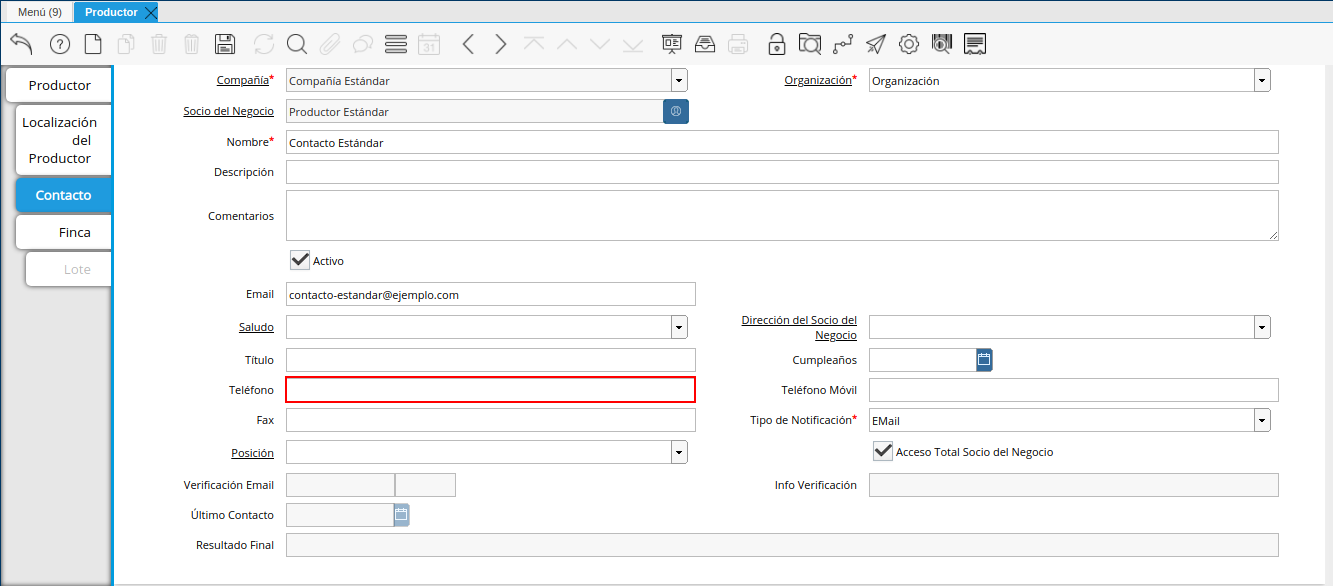 Menú (9)
Productor
31
Productor
Localización
del
Productor
Contacto
Finca
Lote
Compañía*
Compañía Estándar
Organización*
Organización
Socio del Negocio
Productor Estándar
Nombre*
Contacto Estándar
Descripción
Comentarios
Activo
Email
contacto-estandar@ejemplo.com
Saludo
Dirección del Socio del
Negocio
Título
Cumpleaños
Teléfono
Teléfono Móvil
Fax
Tipo de Notificación*
EMail
Posición
Acceso Total Socio del Negocio
Verificación Email
Info Verificación
Último Contacto
Resultado Final